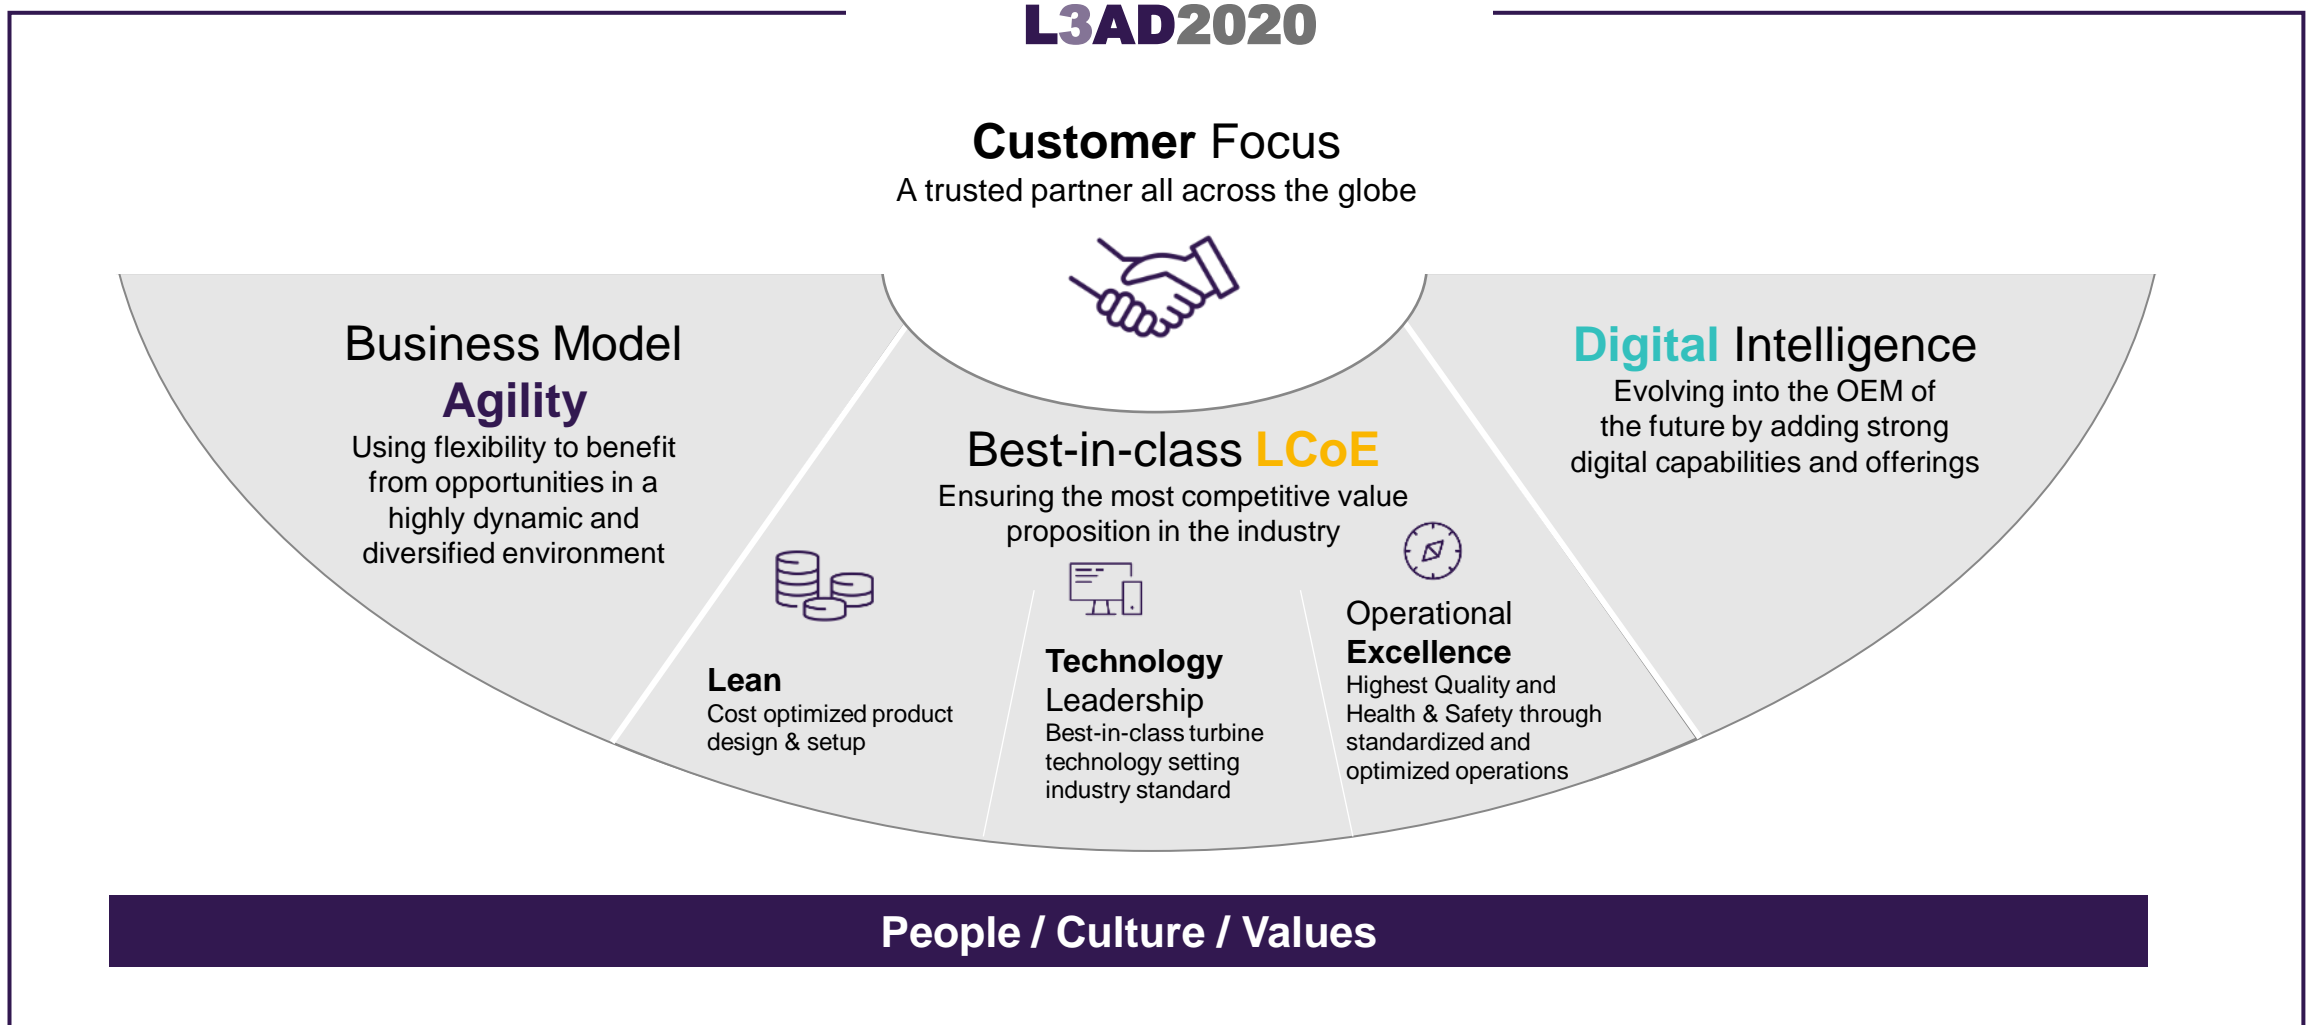 L3AD2020
Customer Focus
A trusted partner all across the globe
Business Model
Agility
Using flexibility to benefit
from opportunities in a
highly dynamic and
diversified environment
Best-in-class LCoE
Ensuring the most competitive value
proposition in the industry
Lean
Cost optimized product
design & setup
Technology
Leadership
Best-in-class turbine
technology setting
industry standard
Operational
Excellence
Highest Quality and
Health & Safety through
standardized and
optimized operations
Digital Intelligence
Evolving into the OEM of
the future by adding strong
digital capabilities and offerings
People / Culture / Values